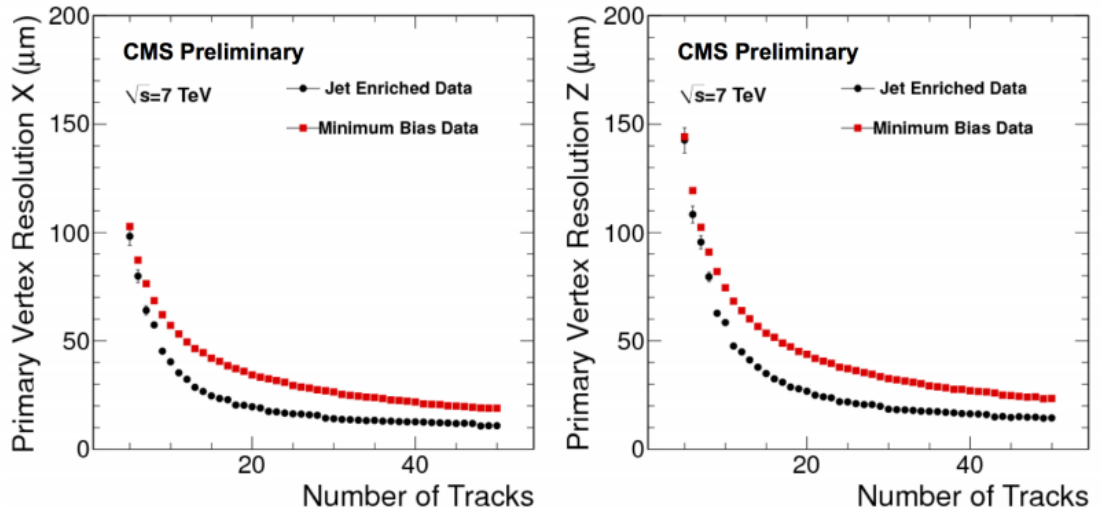 Primary Vertex Resolution X (μm)
200
150
100
50
0
CMS Preliminary
√s=7 TeV
Jet Enriched Data
Minimum Bias Data
20
40
Number of Tracks
Primary Vertex Resolution Z (μm)
200
150
100
50
0
CMS Preliminary
√s=7 TeV
Jet Enriched Data
Minimum Bias Data
20
40
Number of Tracks